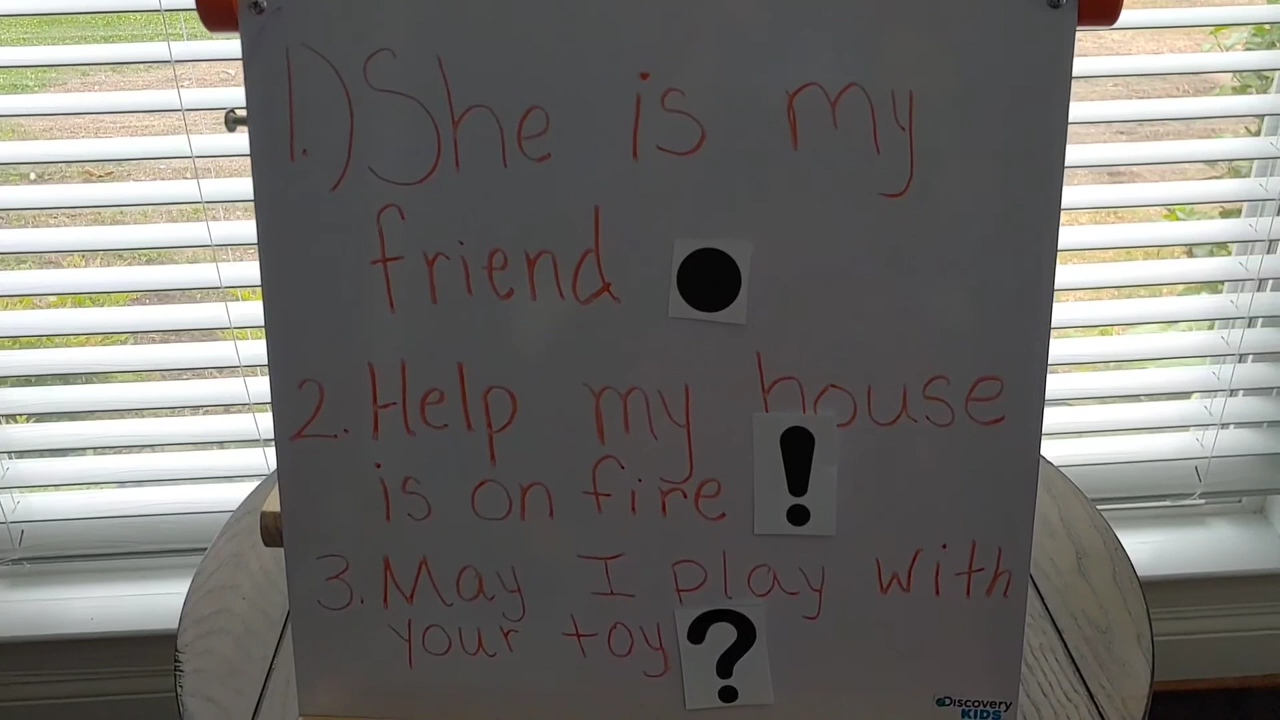 1.) She is my
friend .
2. Help my house
is on fire !
3. May I play with
your toy ?
Discovery
KIDS